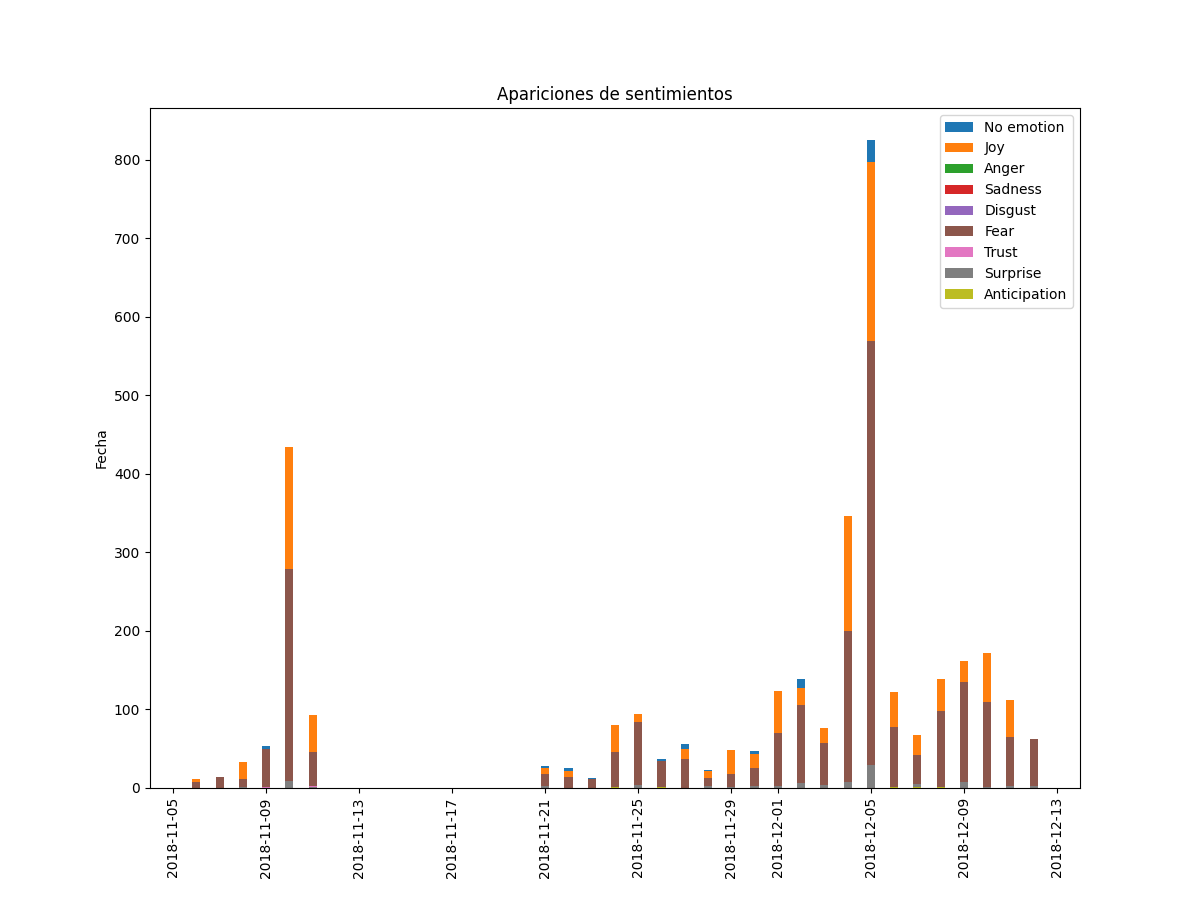 Apariciones de sentimientos
No emotion
Joy
Anger
Sadness
Disgust
Fear
Trust
Surprise
Anticipation
800
700
600
500
400
300
200
100
0
Fecha
2018-11-05
2018-11-09
2018-11-13
2018-11-17
2018-11-21
2018-11-25
2018-11-29
2018-12-01
2018-12-05
2018-12-09
2018-12-13